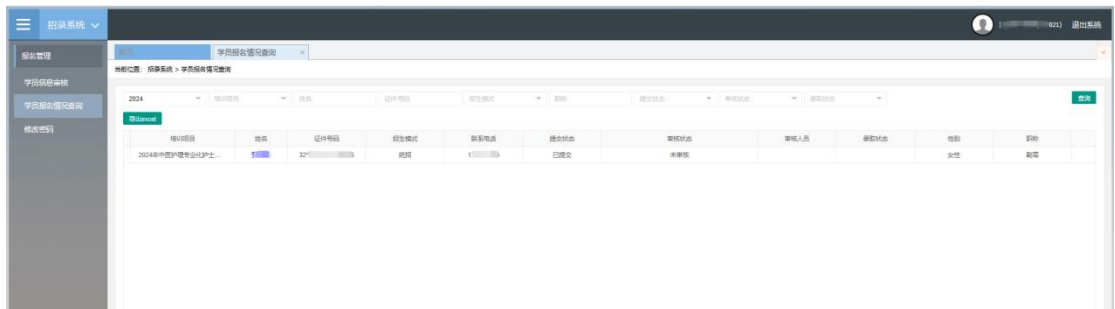 招录系统
021) 退出系统
报名管理
首页 学员报名情况查询 ×
当前位置: 招录系统 > 学员报名情况查询
学员信息审核
学员报名情况查询
修改密码
2024 培训项目 姓名 证件号码 招生模式 职称 提交状态 审核状态 录取状态 查询
导出excel
培训项目 姓名 证件号码 招生模式 联系电话 提交状态 审核状态 审核人员 录取状态 性别 职称
2024年中医护理专业化护士... 32 统招 1 已提交 未审核 女性 副高